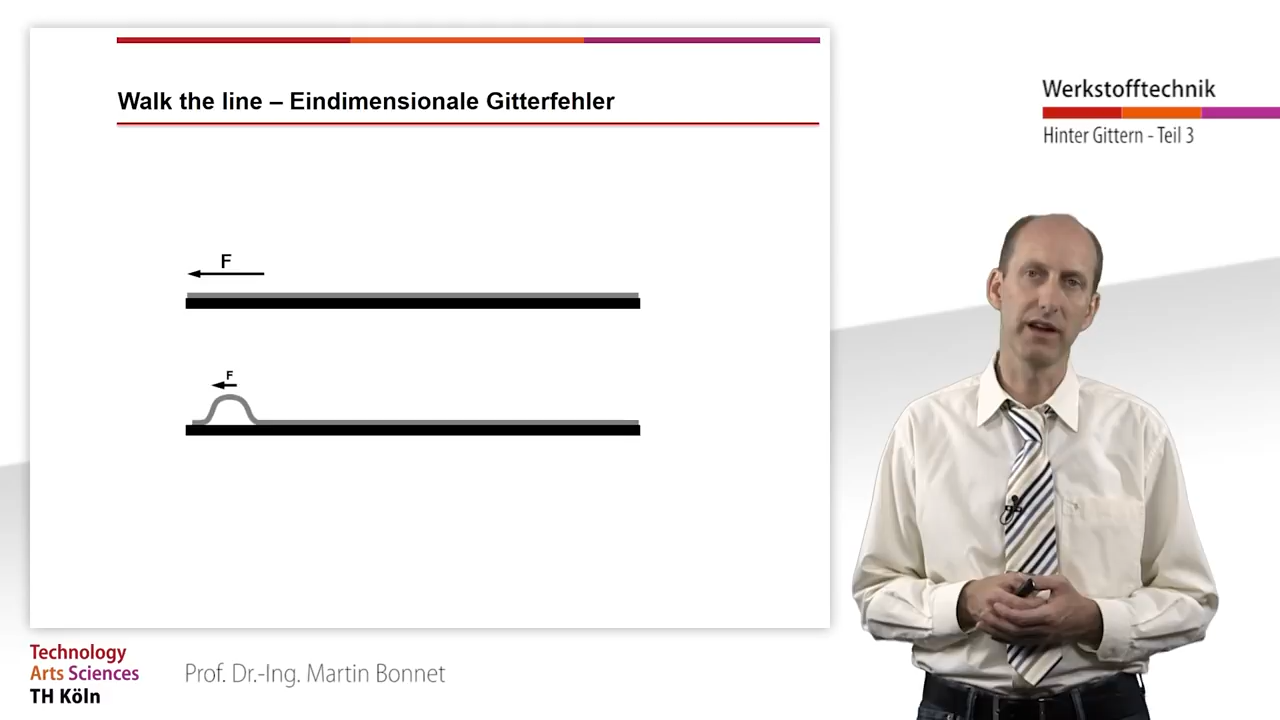 Walk the line – Eindimensionale Gitterfehler
F
F
Werkstofftechnik
Hinter Gittern - Teil 3
Technology
Arts Sciences
TH Köln
Prof. Dr.-Ing. Martin Bonnet